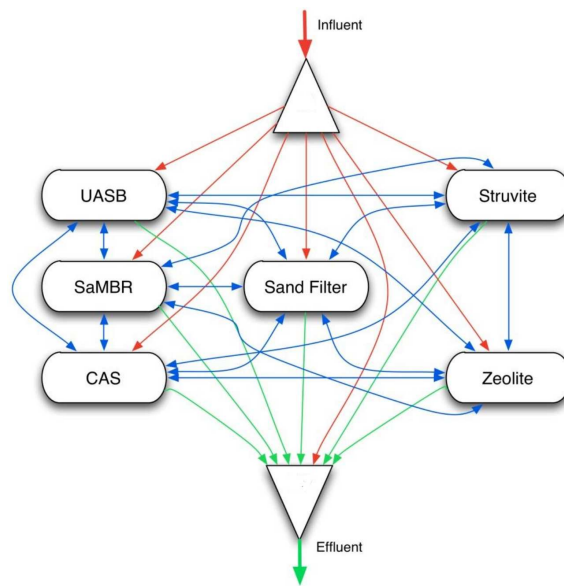 Influent
UASB
Struvite
SaMBR
Sand Filter
CAS
Zeolite
Effluent